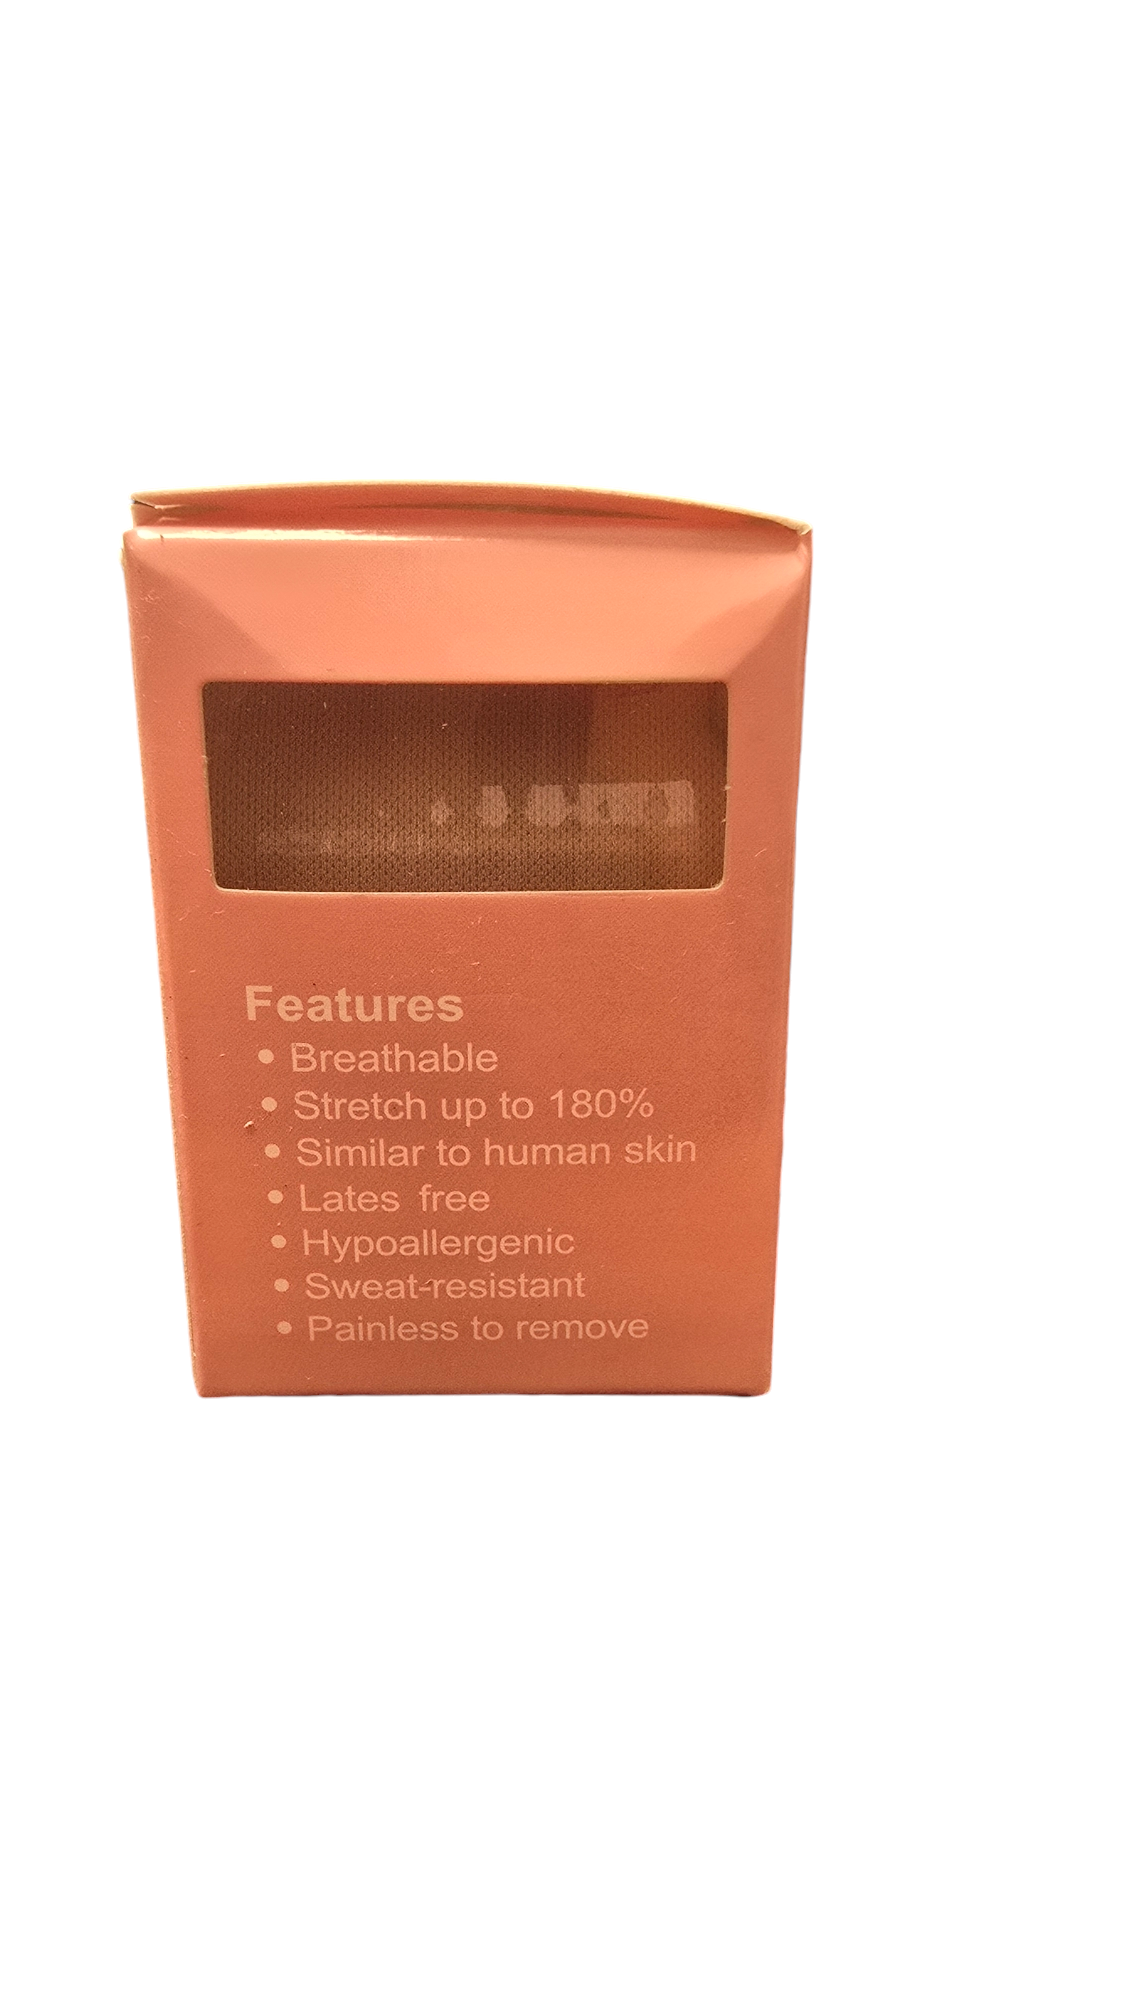 Features
• Breathable
• Stretch up to 180%
• Similar to human skin
• Lates free
• Hypoallergenic
• Sweat-resistant
• Painless to remove